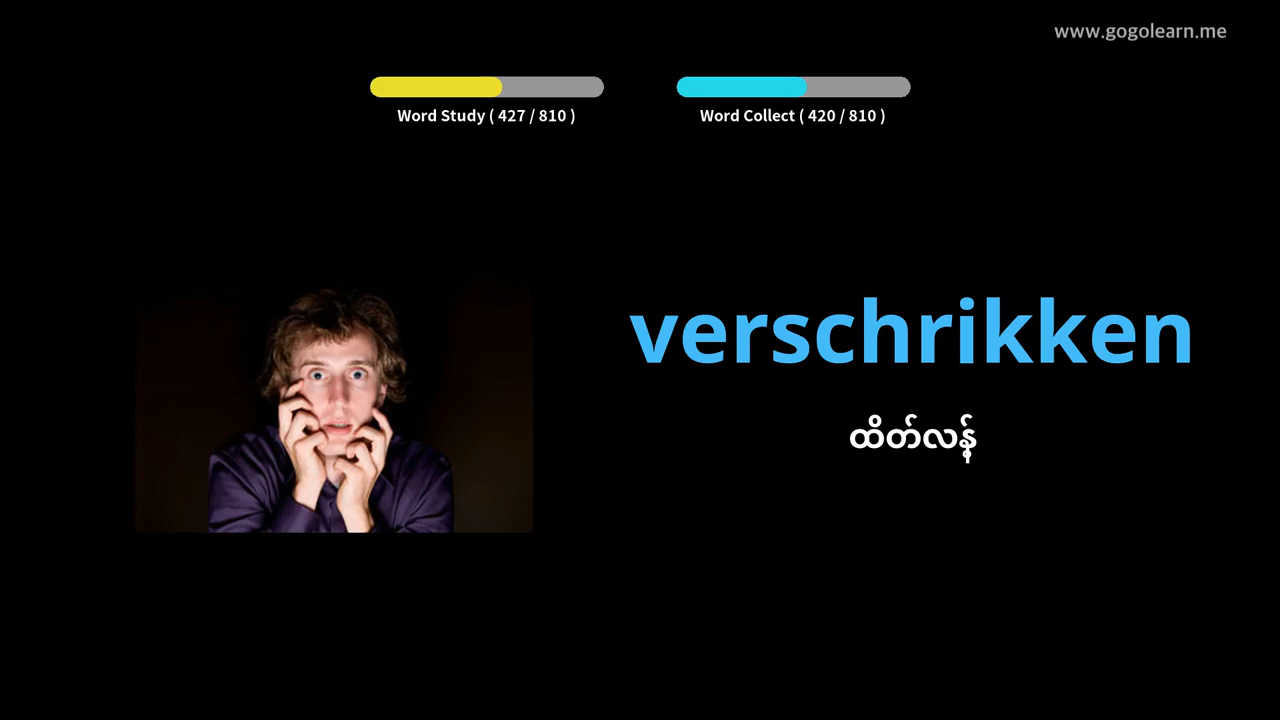 www.gogolearn.me
Word Study ( 427 / 810 )
Word Collect ( 420 / 810 )
verschrikken
ထိတ်လန့်